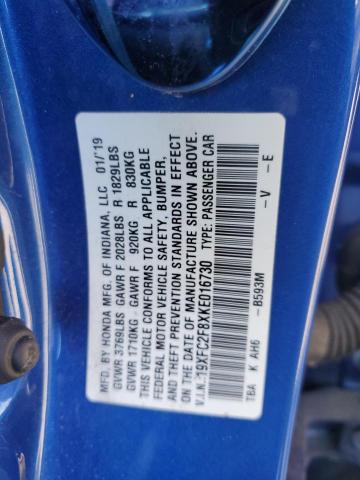 MFD. BY HONDA MFG. OF INDIANA, LLC 01/'19
GVWR 3769LBS GAWR F 2028LBS R 1829LBS
GVWR 1710KG GAWR F 920KG R 830KG
THIS VEHICLE CONFORMS TO ALL APPLICABLE
FEDERAL MOTOR VEHICLE SAFETY, BUMPER,
AND THEFT PREVENTION STANDARDS IN EFFECT
ON THE DATE OF MANUFACTURE SHOWN ABOVE.
V.I.N.:19XFC2F8XKE016730 TYPE: PASSENGER CAR
TBA K AH6 -B593M -V -E